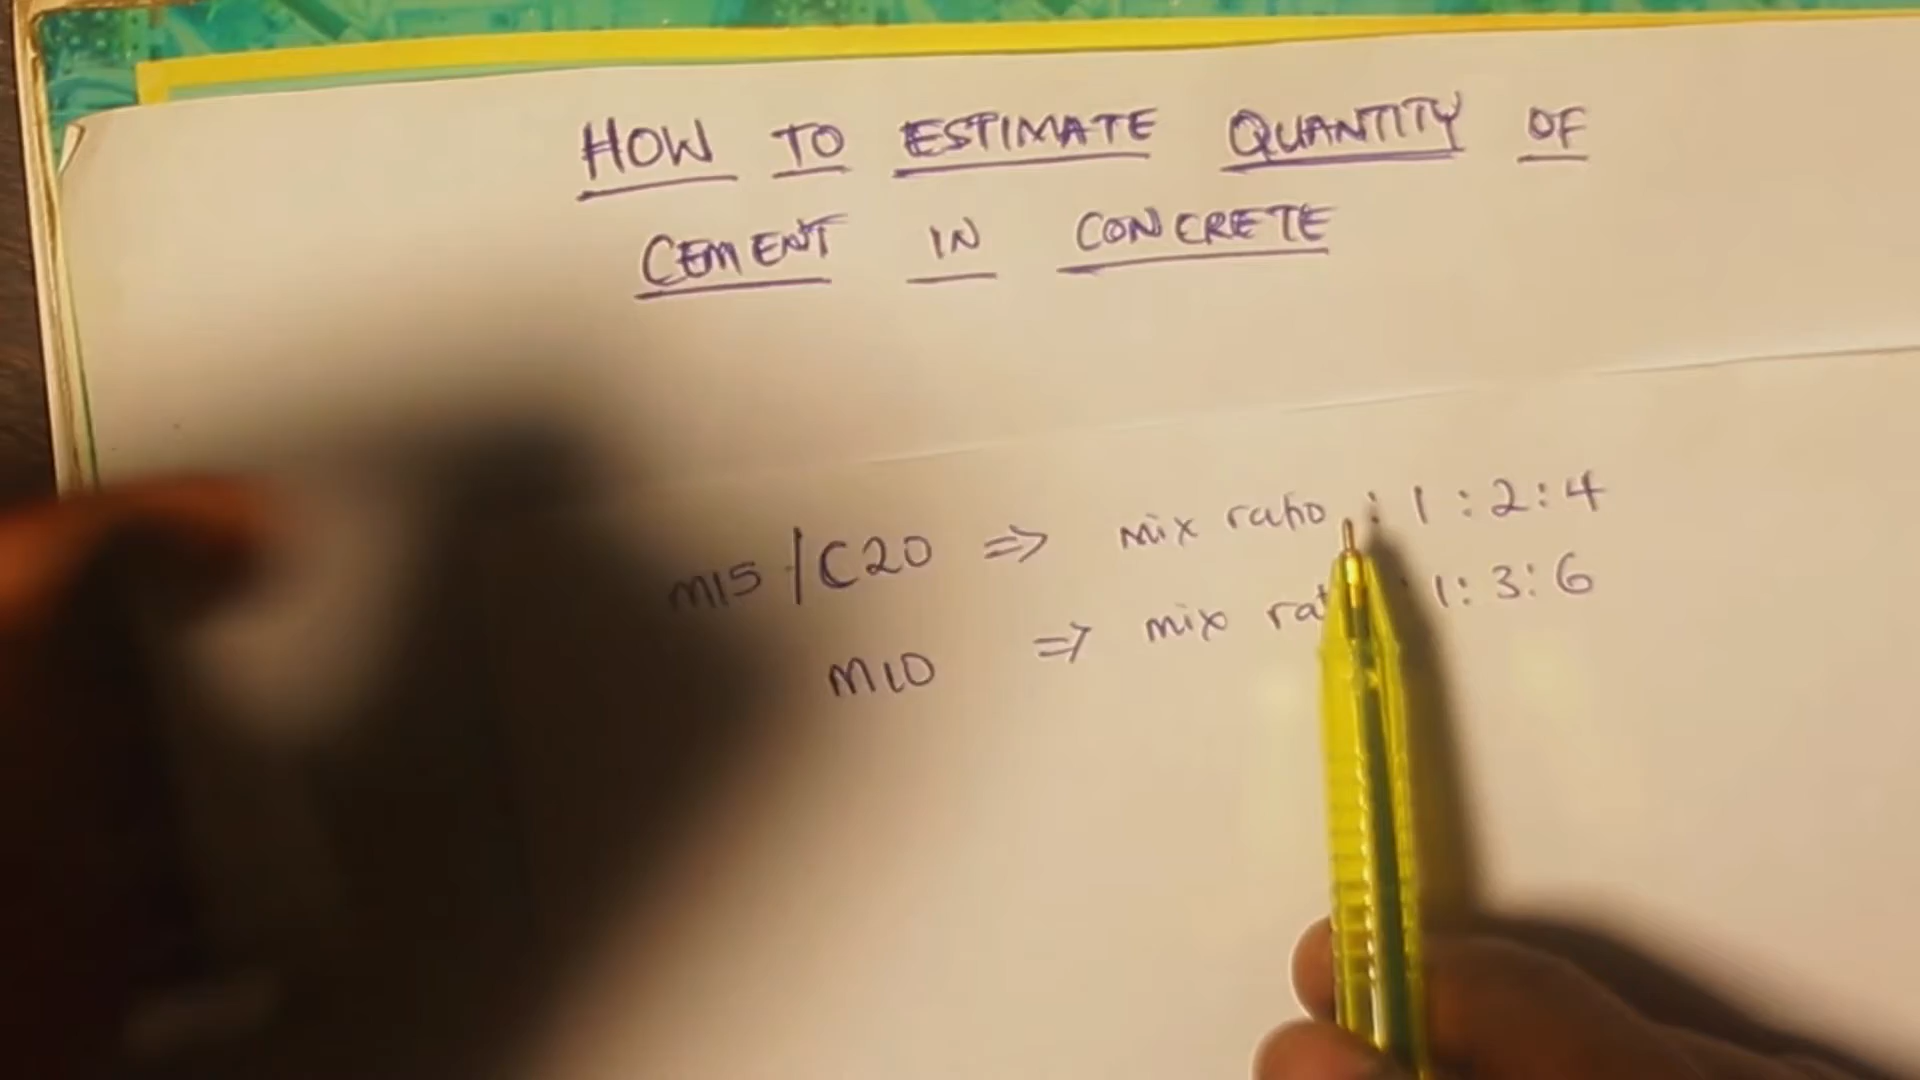 HOW TO ESTIMATE QUANTITY OF
CEMENT IN CONCRETE
M15/C20 => mix ratio : 1 : 2 : 4
M10 => mix : 1 : 3 : 6